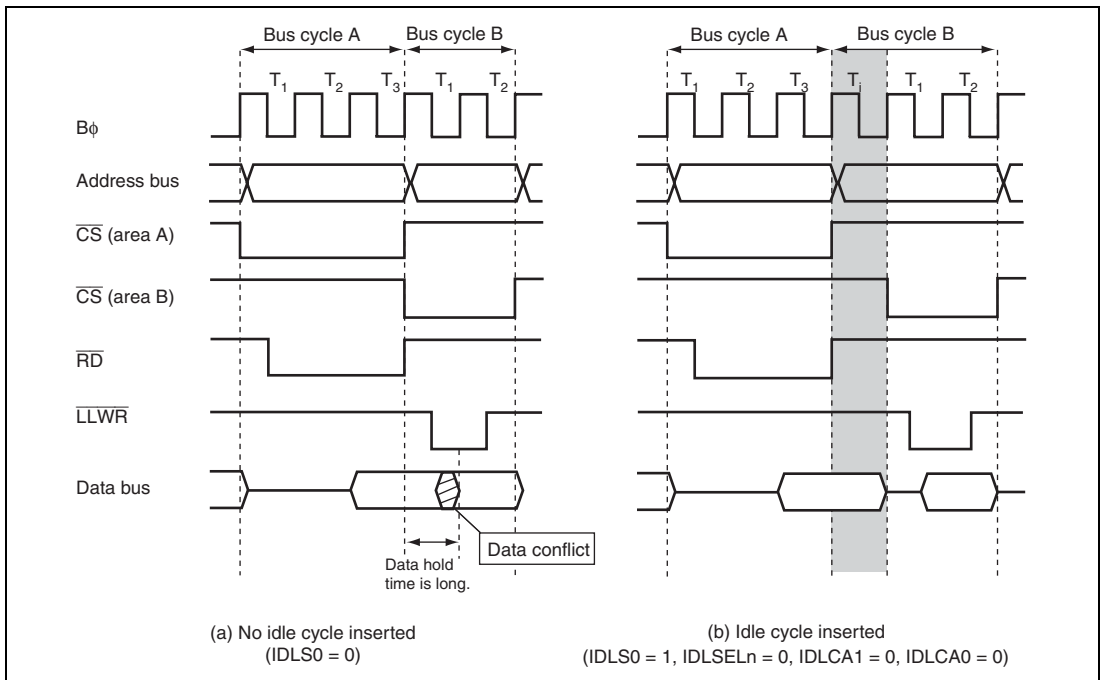 Bus cycle A Bus cycle B Bus cycle A Bus cycle B
T1 T2 T3 T1 T2 T1 T2 T3 Ti T1 T2
Bφ
Address bus
CS (area A)
CS (area B)
RD
LLWR
Data bus
Data conflict
Data hold
time is long.
(a) No idle cycle inserted
(IDLS0 = 0)
(b) Idle cycle inserted
(IDLS0 = 1, IDLSELn = 0, IDLCA1 = 0, IDLCA0 = 0)